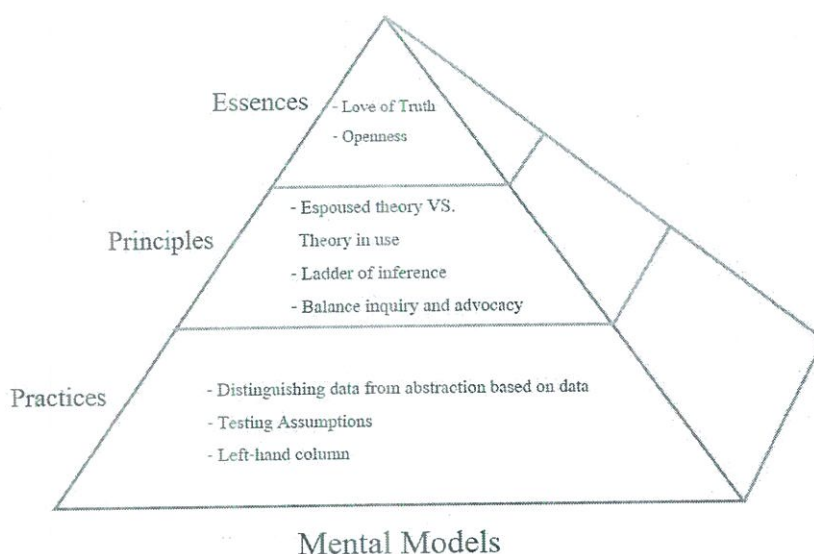 Essences
- Love of Truth
- Openness
Principles
- Espoused theory VS.
Theory in use
- Ladder of inference
- Balance inquiry and advocacy
Practices
- Distinguishing data from abstraction based on data
- Testing Assumptions
- Left-hand column
Mental Models